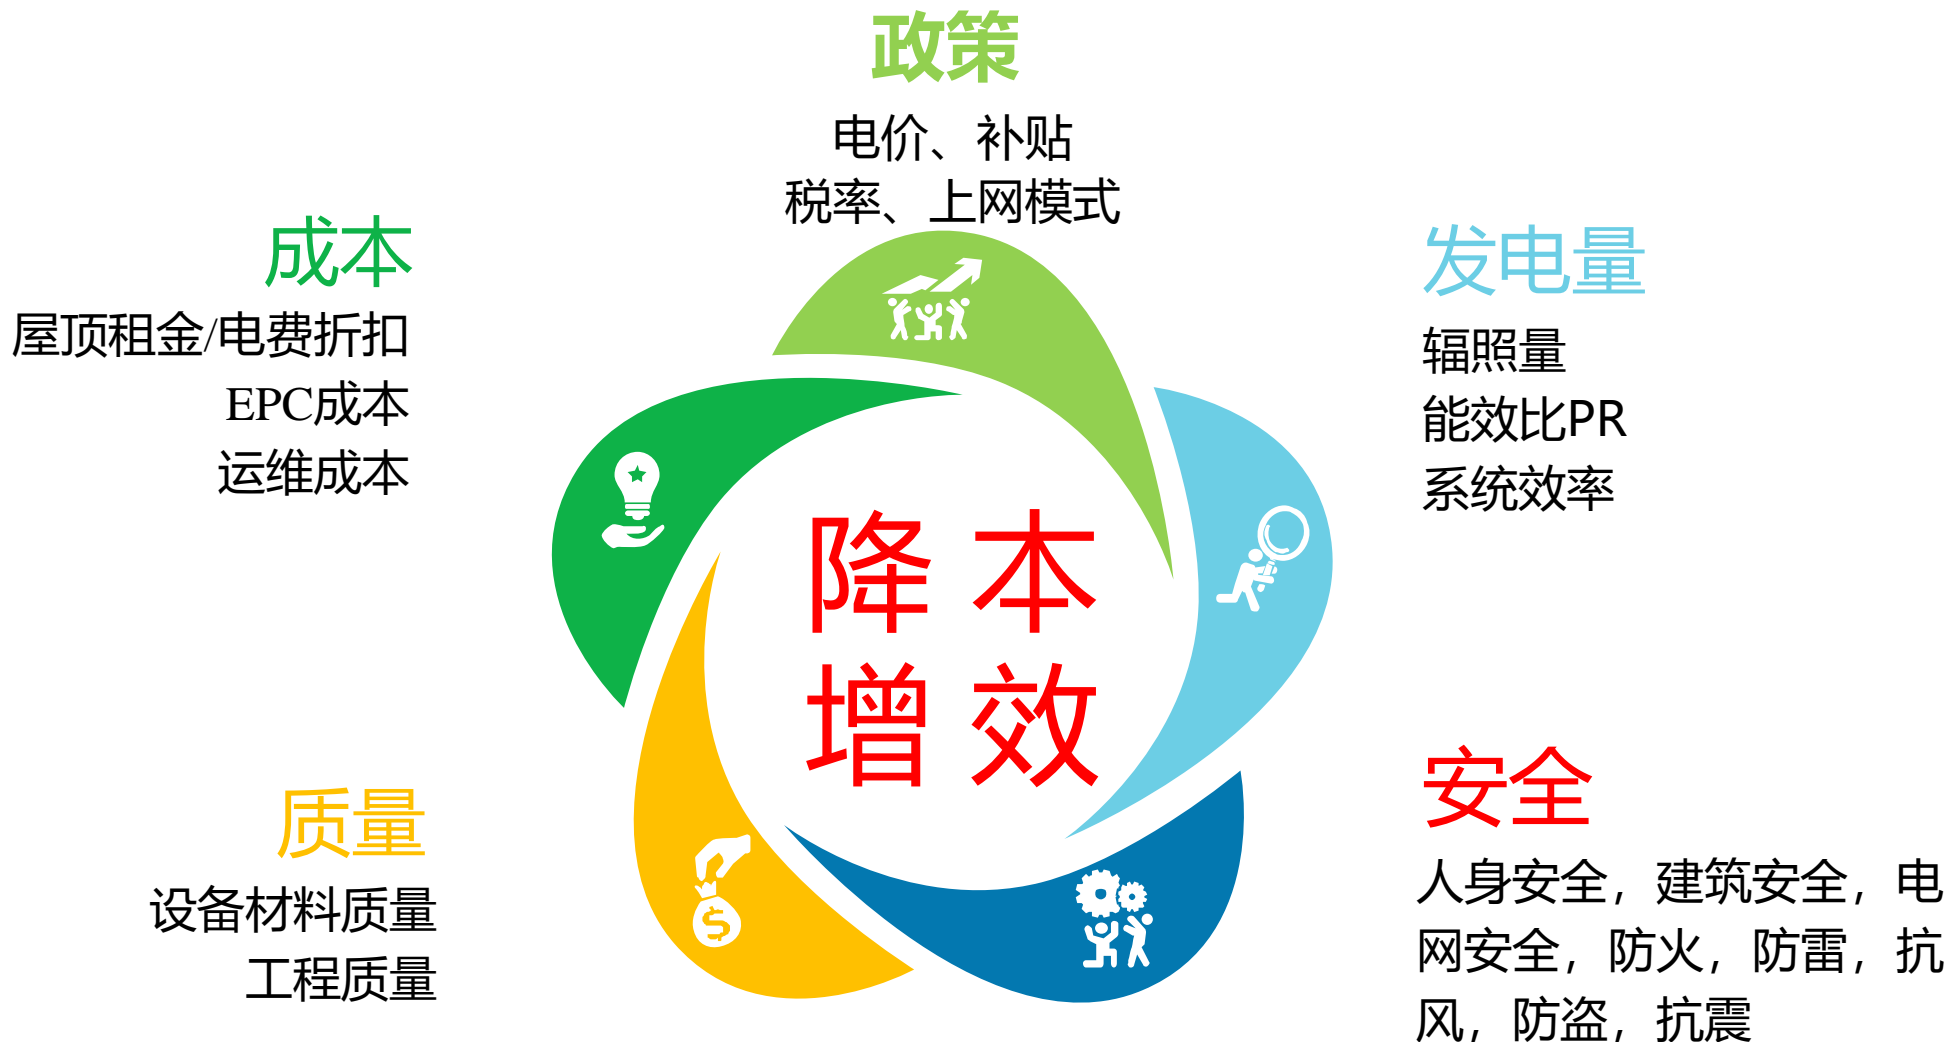 政策
电价、补贴
税率、上网模式
成本
屋顶租金/电费折扣
EPC成本
运维成本
发电量
辐照量
能效比PR
系统效率
降 本
增 效
质量
设备材料质量
工程质量
安全
人身安全，建筑安全，电
网安全，防火，防雷，抗
风，防盗，抗震
$